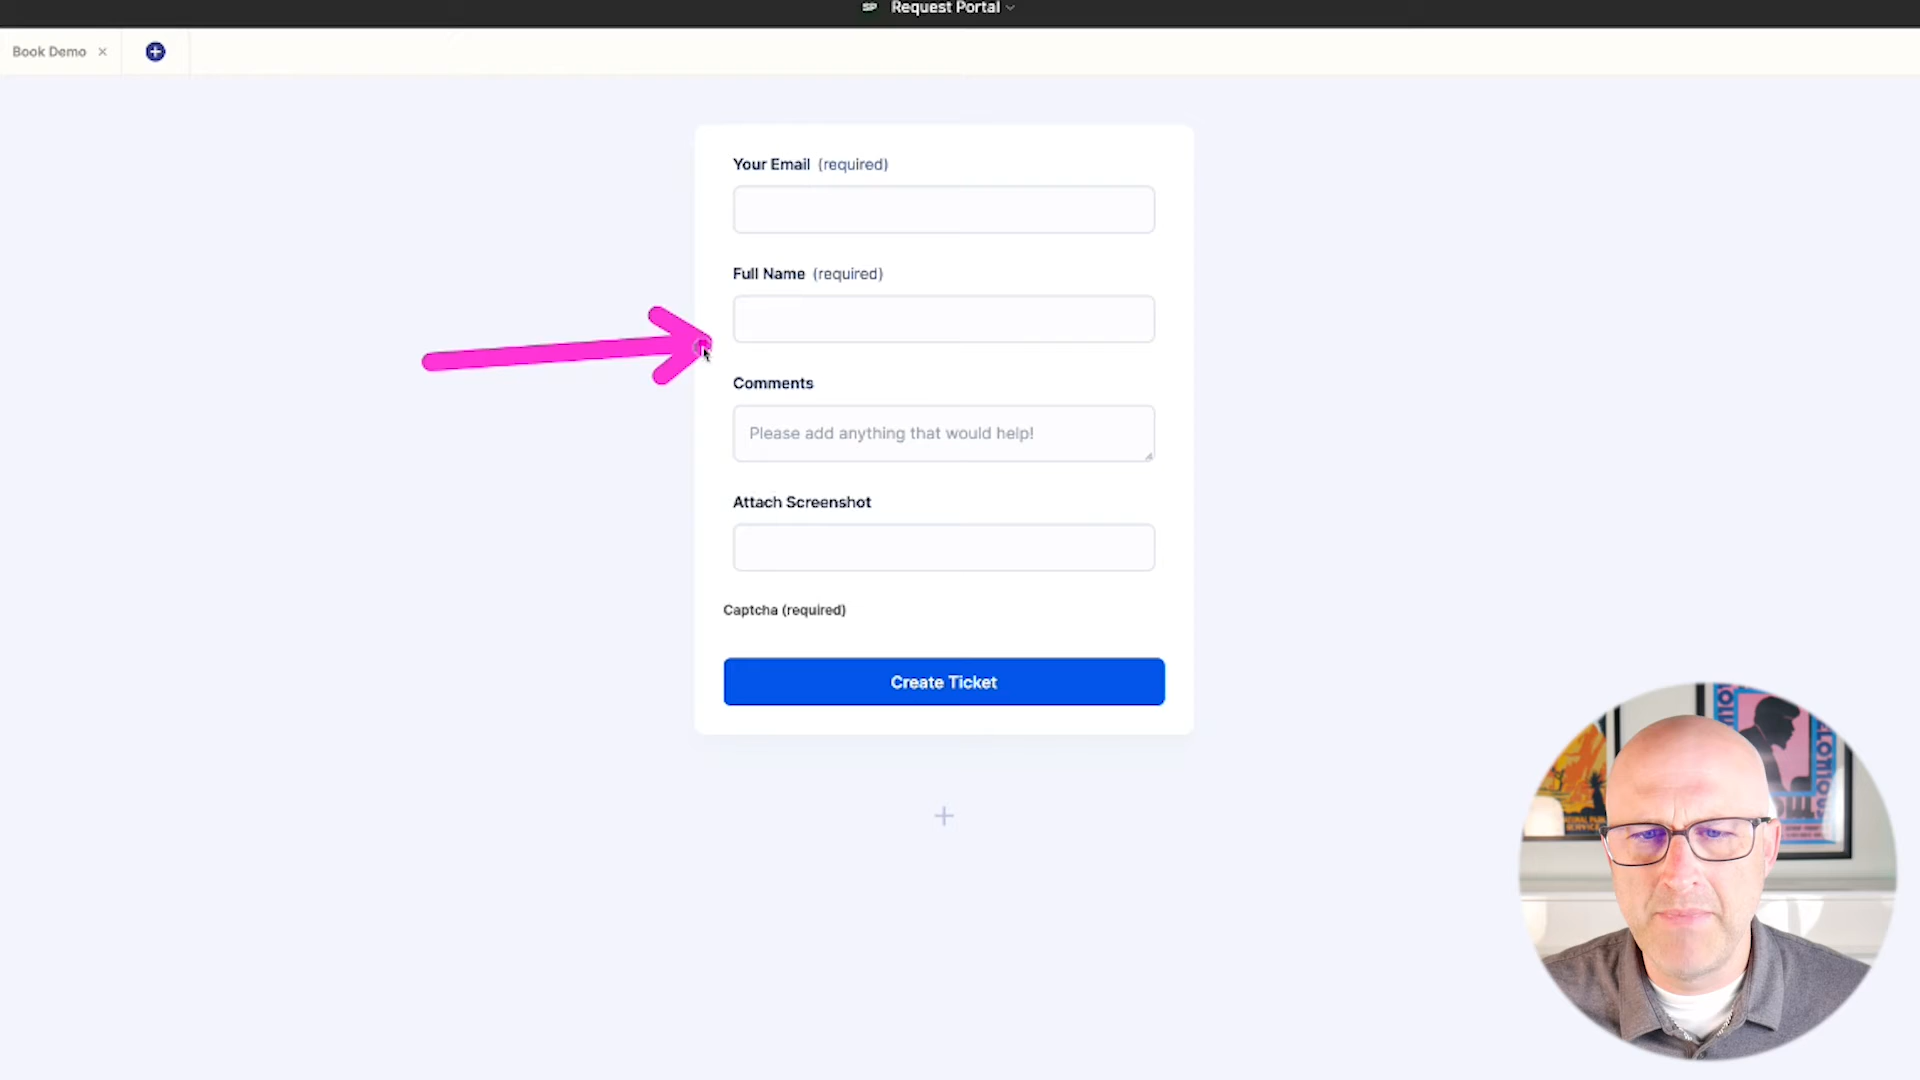 SP Request Portal
Book Demo
Your Email (required)
Full Name (required)
Comments
Please add anything that would help!
Attach Screenshot
Captcha (required)
Create Ticket